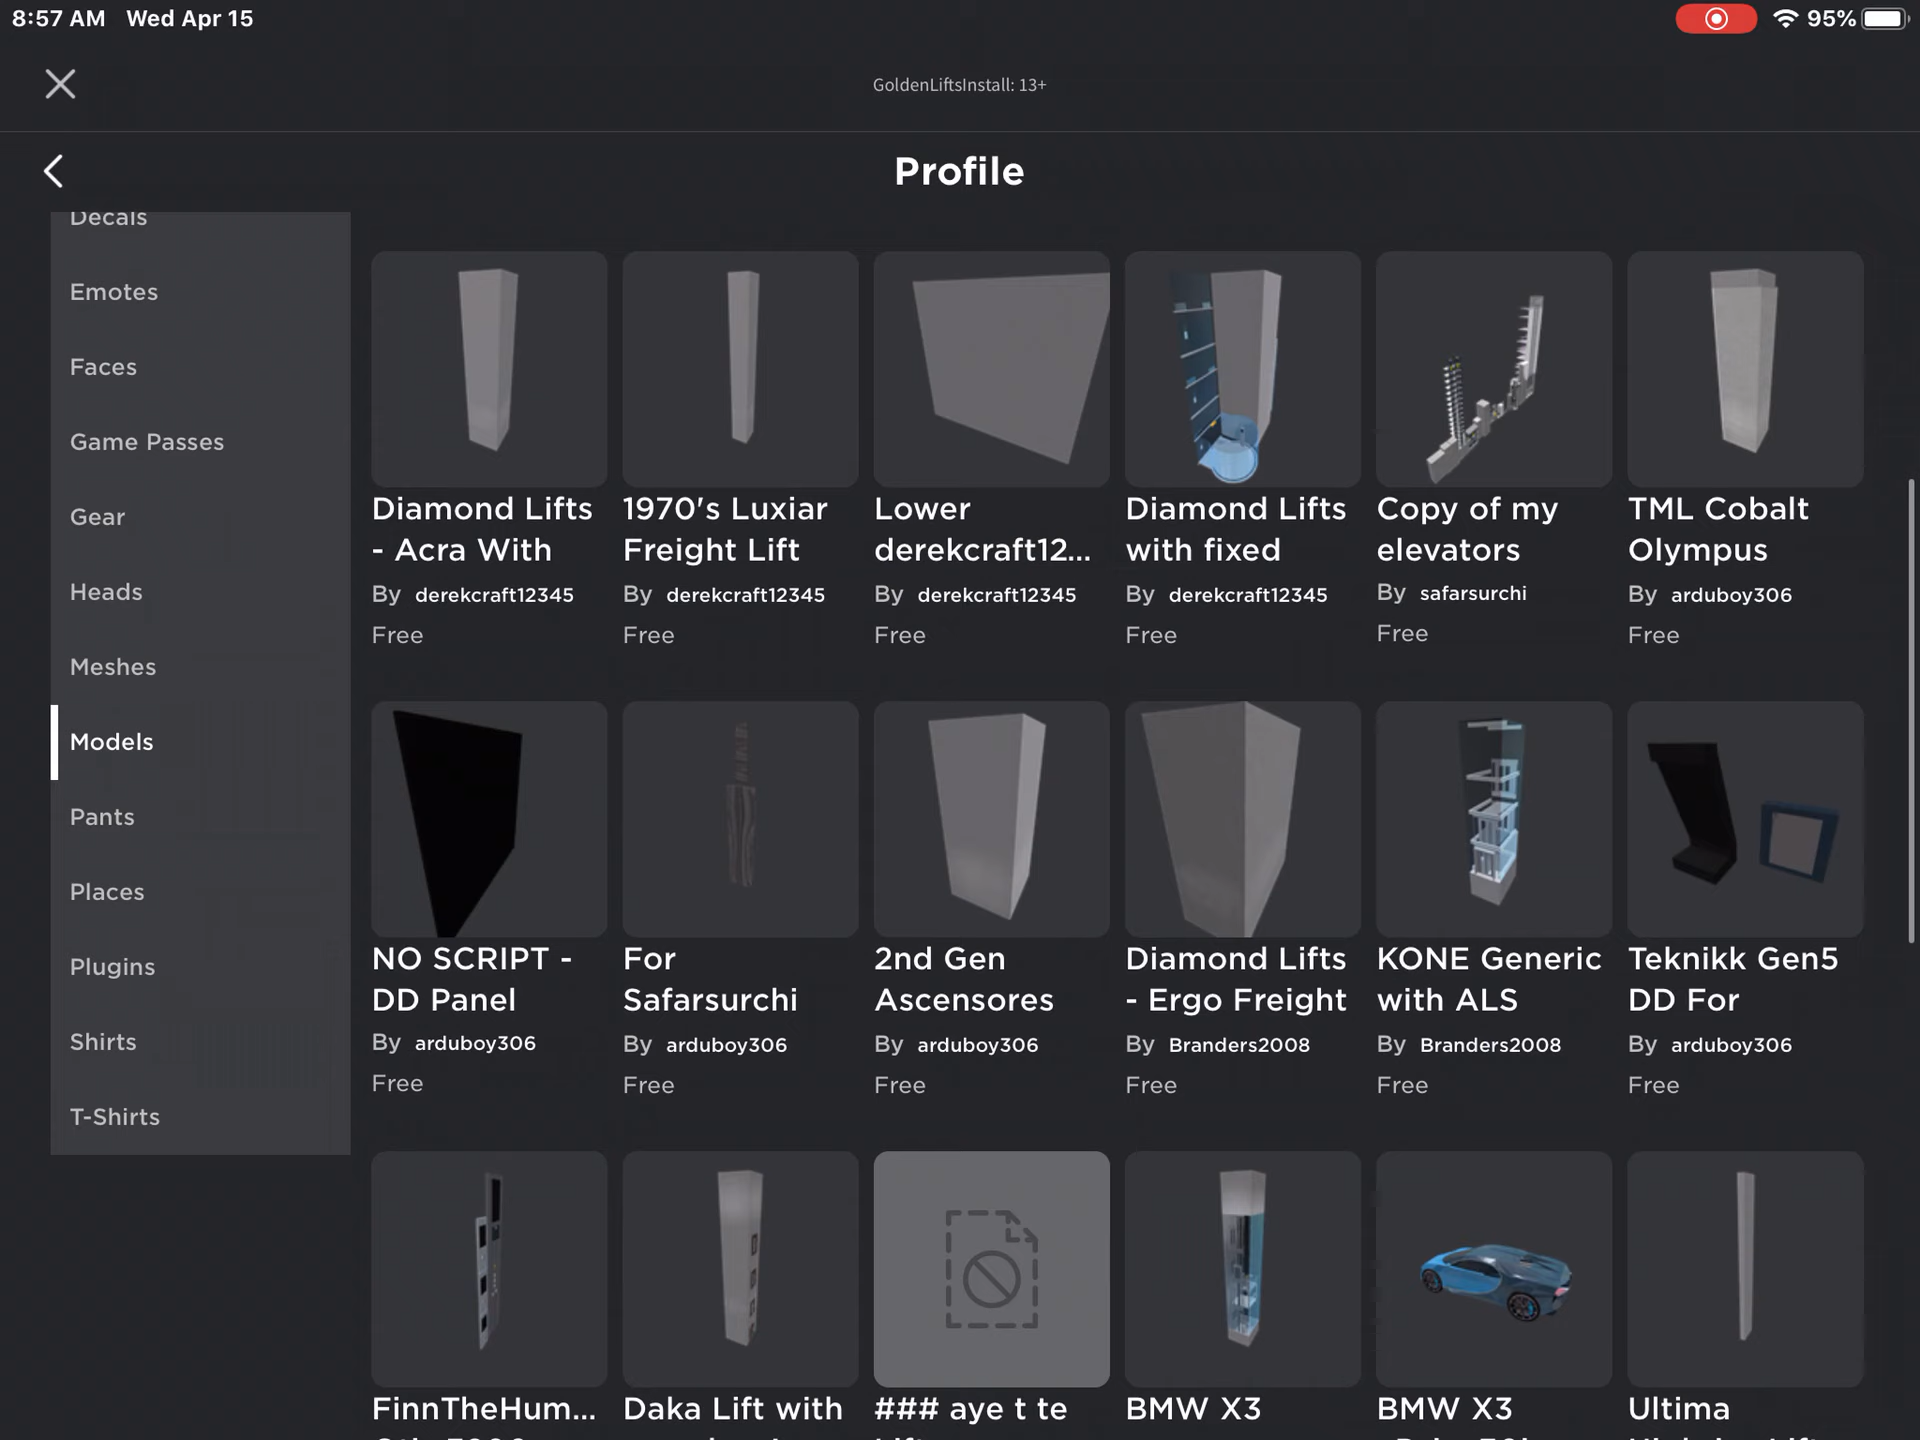 8:57 AM Wed Apr 15
95%
GoldenLiftsInstall: 13+
Profile
Decals
Emotes
Faces
Game Passes
Gear
Heads
Meshes
Models
Pants
Places
Plugins
Shirts
T-Shirts
Diamond Lifts
- Acra With
By derekcraft12345
Free
1970's Luxiar
Freight Lift
By derekcraft12345
Free
Lower
derekcraft12...
By derekcraft12345
Free
Diamond Lifts
with fixed
By derekcraft12345
Free
Copy of my
elevators
By safarsurchi
Free
TML Cobalt
Olympus
By arduboy306
Free
NO SCRIPT -
DD Panel
By arduboy306
Free
For
Safarsurchi
By arduboy306
Free
2nd Gen
Ascensores
By arduboy306
Free
Diamond Lifts
- Ergo Freight
By Branders2008
Free
KONE Generic
with ALS
By Branders2008
Free
Teknikk Gen5
DD For
By arduboy306
Free
FinnTheHum...
Daka Lift with
### aye t te
BMW X3
BMW X3
Ultima